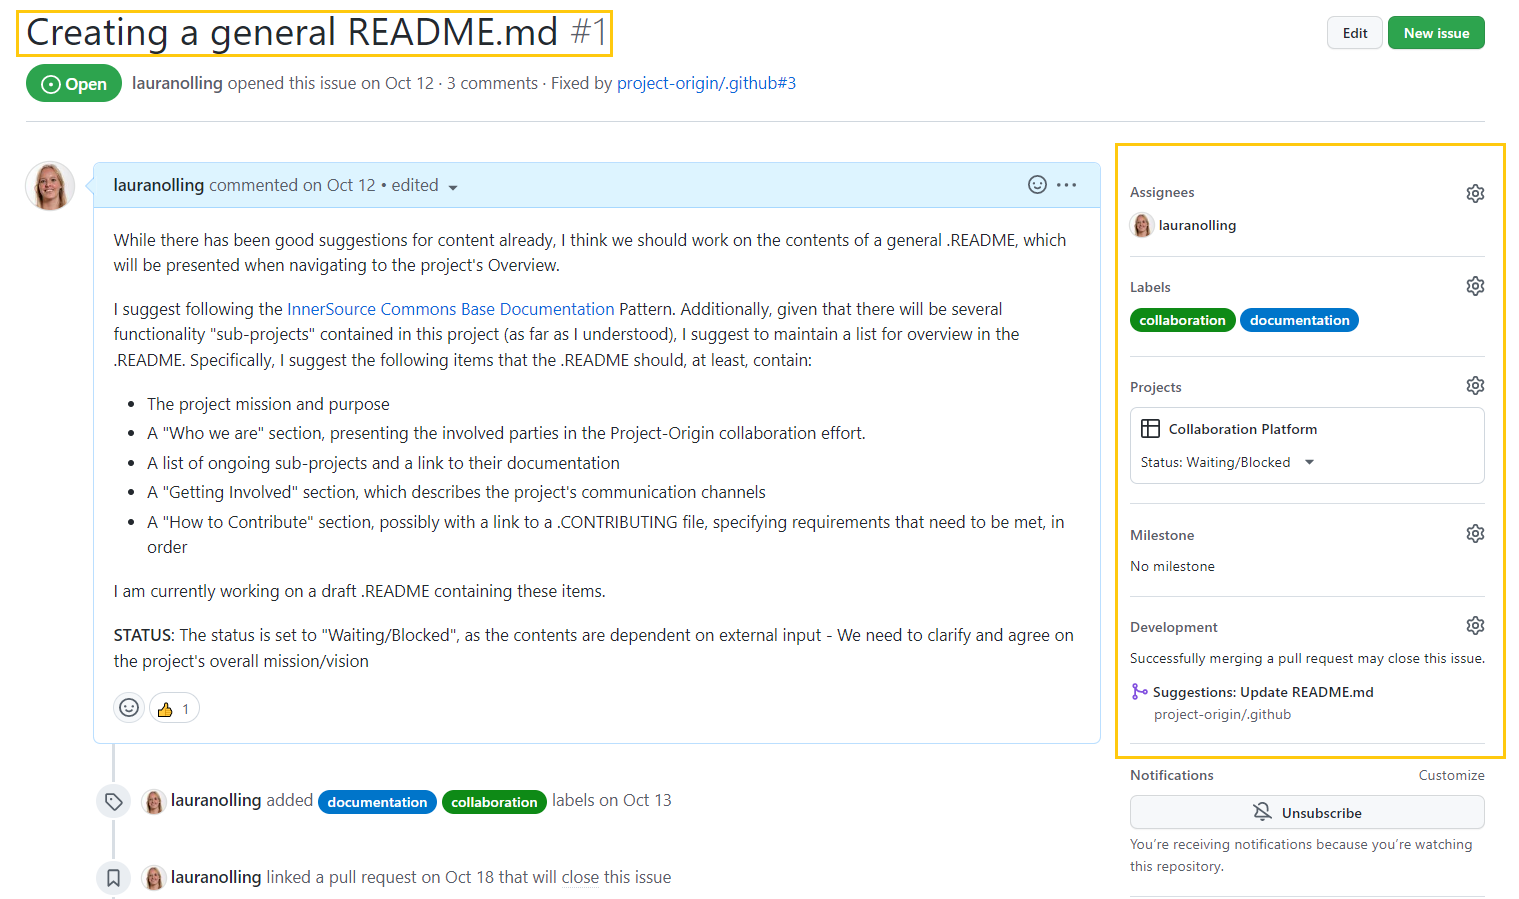 Creating a general README.md #1
Edit
New issue
Open
lauranolling opened this issue on Oct 12 · 3 comments · Fixed by project-origin/.github#3
lauranolling commented on Oct 12 • edited
While there has been good suggestions for content already, I think we should work on the contents of a general .README, which
will be presented when navigating to the project's Overview.
I suggest following the InnerSource Commons Base Documentation Pattern. Additionally, given that there will be several
functionality "sub-projects" contained in this project (as far as I understood), I suggest to maintain a list for overview in the
.README. Specifically, I suggest the following items that the .README should, at least, contain:
• The project mission and purpose
• A "Who we are" section, presenting the involved parties in the Project-Origin collaboration effort.
• A list of ongoing sub-projects and a link to their documentation
• A "Getting Involved" section, which describes the project's communication channels
• A "How to Contribute" section, possibly with a link to a .CONTRIBUTING file, specifying requirements that need to be met, in
order
I am currently working on a draft .README containing these items.
STATUS: The status is set to "Waiting/Blocked", as the contents are dependent on external input - We need to clarify and agree on
the project's overall mission/vision
1
lauranolling added documentation collaboration labels on Oct 13
lauranolling linked a pull request on Oct 18 that will close this issue
Assignees
lauranolling
Labels
collaboration documentation
Projects
Collaboration Platform
Status: Waiting/Blocked
Milestone
No milestone
Development
Successfully merging a pull request may close this issue.
Suggestions: Update README.md
project-origin/.github
Notifications
Customize
Unsubscribe
You're receiving notifications because you're watching
this repository.